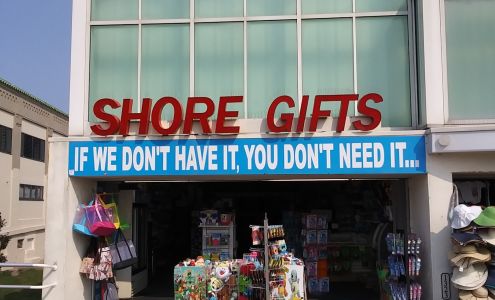 SHORE GIFTS
..IF WE DON'T HAVE IT, YOU DON'T NEED IT...